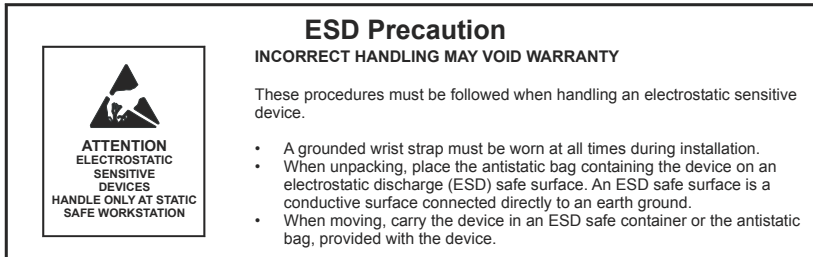 ESD Precaution
INCORRECT HANDLING MAY VOID WARRANTY
ATTENTION
ELECTROSTATIC
SENSITIVE
DEVICES
HANDLE ONLY AT STATIC
SAFE WORKSTATION
These procedures must be followed when handling an electrostatic sensitive
device.
• A grounded wrist strap must be worn at all times during installation.
• When unpacking, place the antistatic bag containing the device on an
electrostatic discharge (ESD) safe surface. An ESD safe surface is a
conductive surface connected directly to an earth ground.
• When moving, carry the device in an ESD safe container or the antistatic
bag, provided with the device.